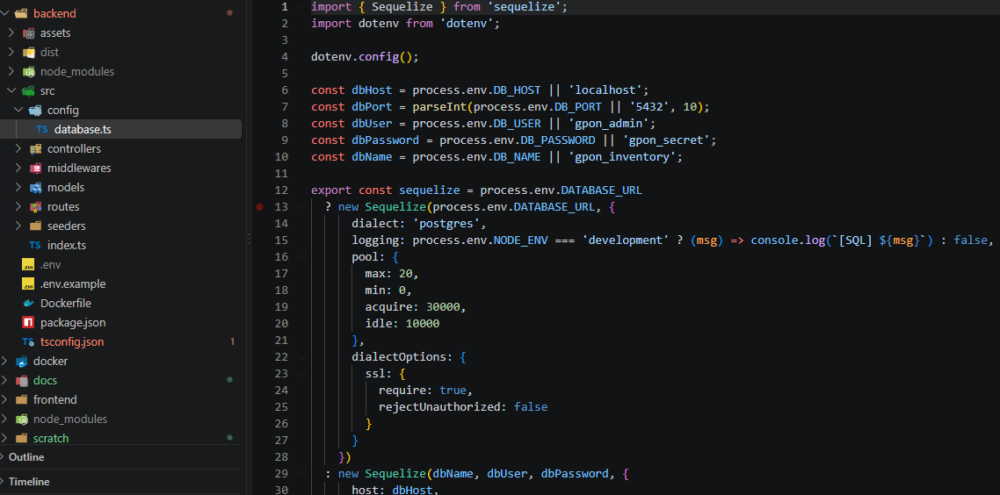 backend
assets
dist
node_modules
src
config
TS database.ts
controllers
middlewares
models
routes
seeders
TS index.ts
.env
.env.example
Dockerfile
package.json
TS tsconfig.json 1
docker
docs
frontend
node_modules
scratch
Outline
Timeline
1 import { Sequelize } from 'sequelize';
2 import dotenv from 'dotenv';
3
4 dotenv.config();
5
6 const dbHost = process.env.DB_HOST || 'localhost';
7 const dbPort = parseInt(process.env.DB_PORT || '5432', 10);
8 const dbUser = process.env.DB_USER || 'gpon_admin';
9 const dbPassword = process.env.DB_PASSWORD || 'gpon_secret';
10 const dbName = process.env.DB_NAME || 'gpon_inventory';
11
12 export const sequelize = process.env.DATABASE_URL
13 ? new Sequelize(process.env.DATABASE_URL, {
14 dialect: 'postgres',
15 logging: process.env.NODE_ENV === 'development' ? (msg) => console.log(`[SQL] ${msg}`) : false,
16 pool: {
17 max: 20,
18 min: 0,
19 acquire: 30000,
20 idle: 10000
21 },
22 dialectOptions: {
23 ssl: {
24 require: true,
25 rejectUnauthorized: false
26 }
27 }
28 })
29 : new Sequelize(dbName, dbUser, dbPassword, {
30 host: dbHost,